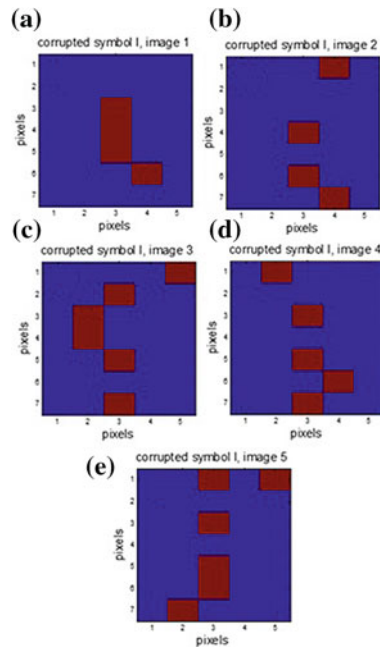 (a)
corrupted symbol I, image 1
pixels
1
2
3
4
5
6
7
1 2 3 4 5
pixels
(b)
corrupted symbol I, image 2
pixels
1
2
3
4
5
6
7
1 2 3 4 5
pixels
(c)
corrupted symbol I, image 3
pixels
1
2
3
4
5
6
7
1 2 3 4 5
pixels
(d)
corrupted symbol I, image 4
pixels
1
2
3
4
5
6
7
1 2 3 4 5
pixels
(e)
corrupted symbol I, image 5
pixels
1
2
3
4
5
6
7
1 2 3 4 5
pixels